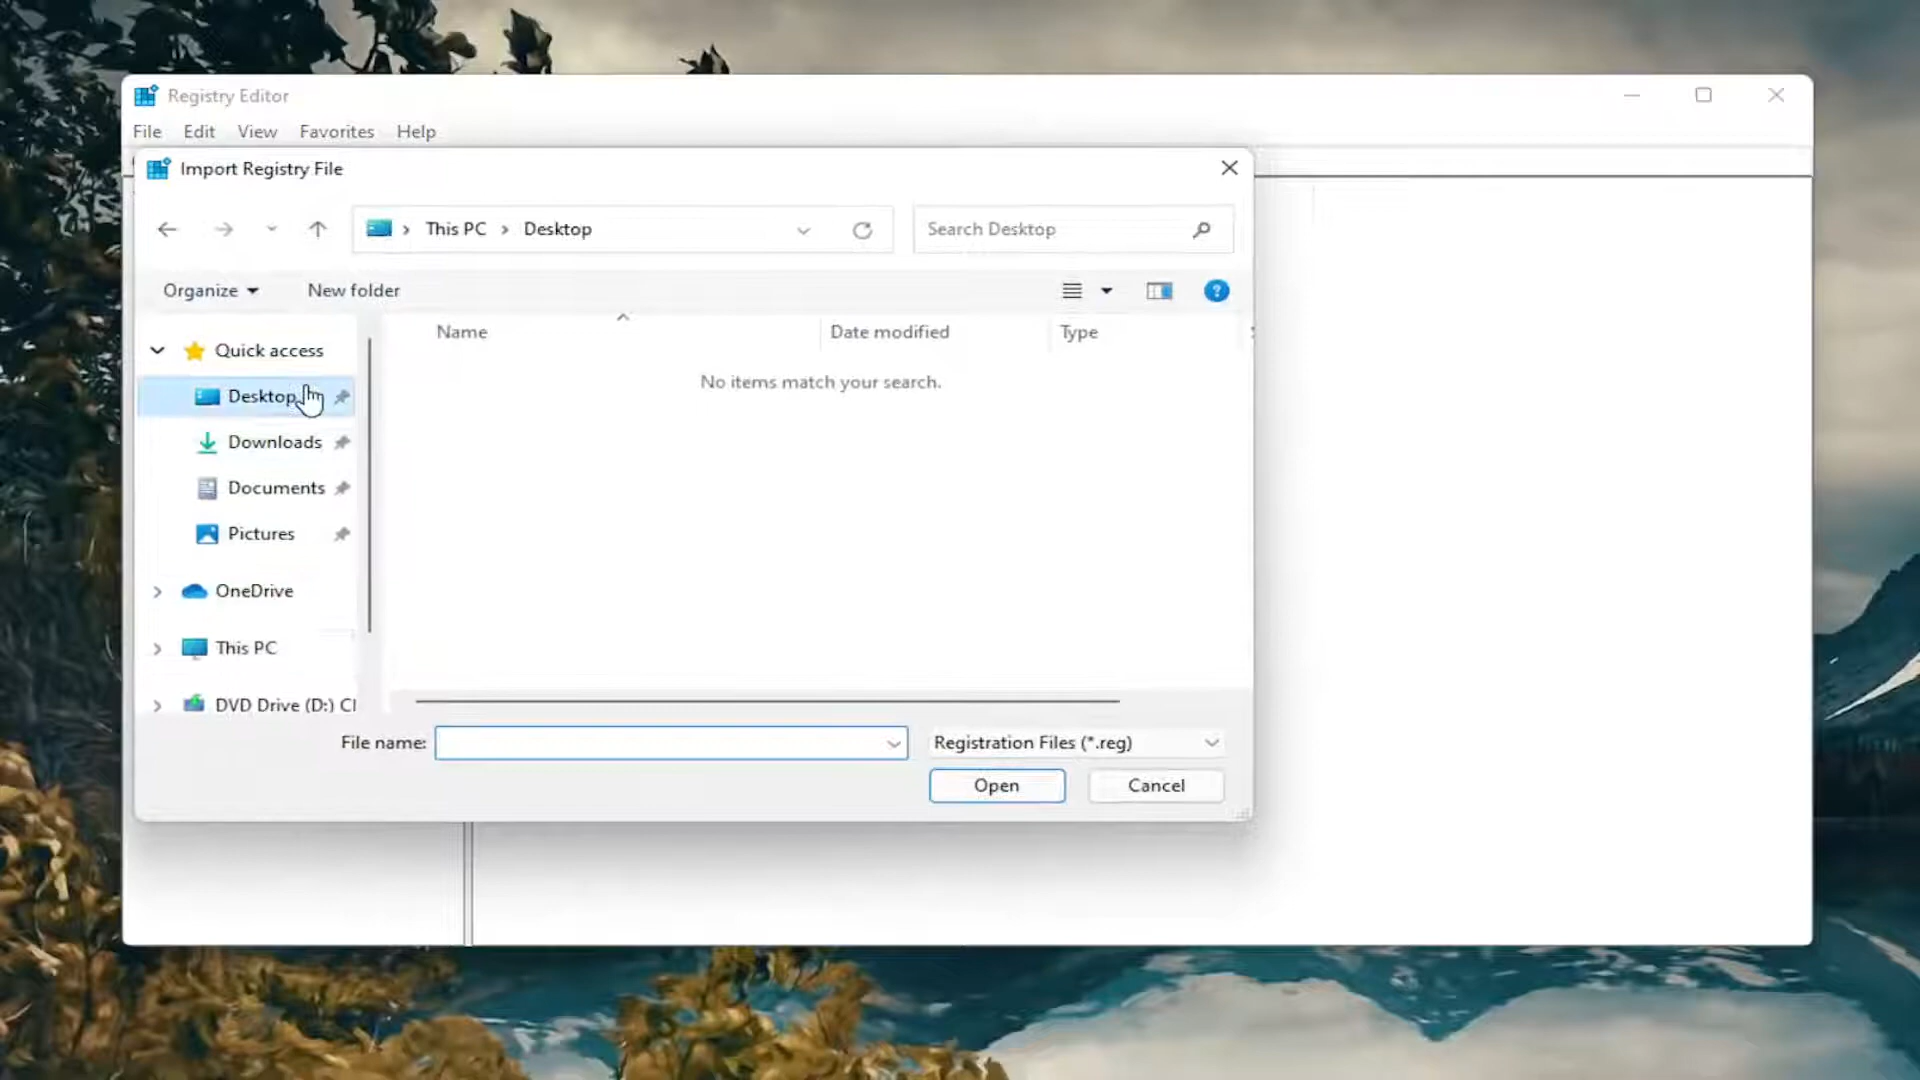 Registry Editor
File Edit View Favorites Help
Import Registry File
This PC > Desktop
Search Desktop
Organize New folder
Name Date modified Type
Quick access
No items match your search.
Desktop
Downloads
Documents
Pictures
OneDrive
This PC
DVD Drive (D:) C
File name: Registration Files (*.reg)
Open Cancel